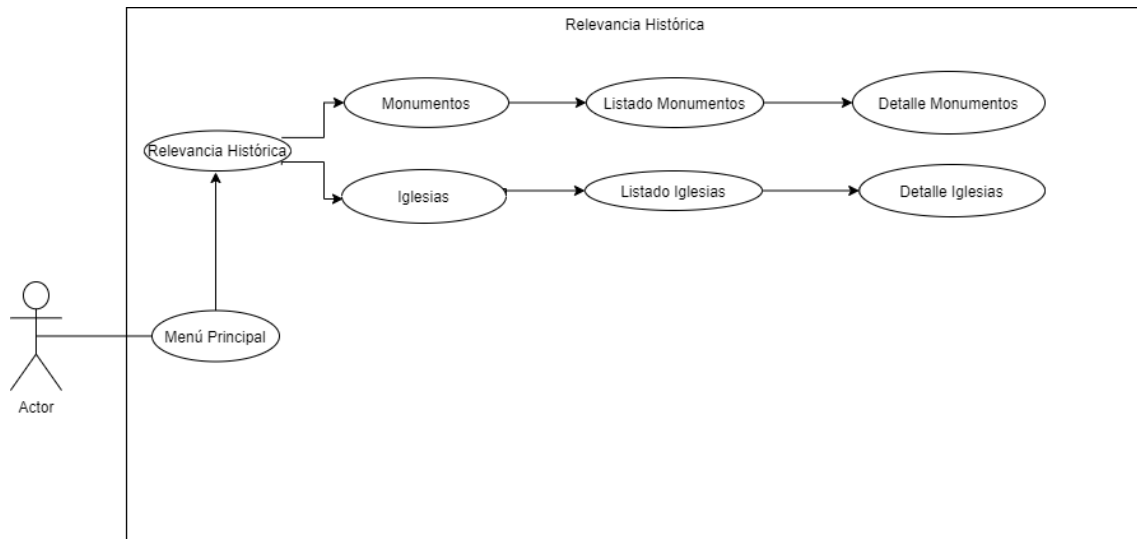 Relevancia Histórica
Monumentos
Listado Monumentos
Detalle Monumentos
Relevancia Histórica
Iglesias
Listado Iglesias
Detalle Iglesias
Menú Principal
Actor